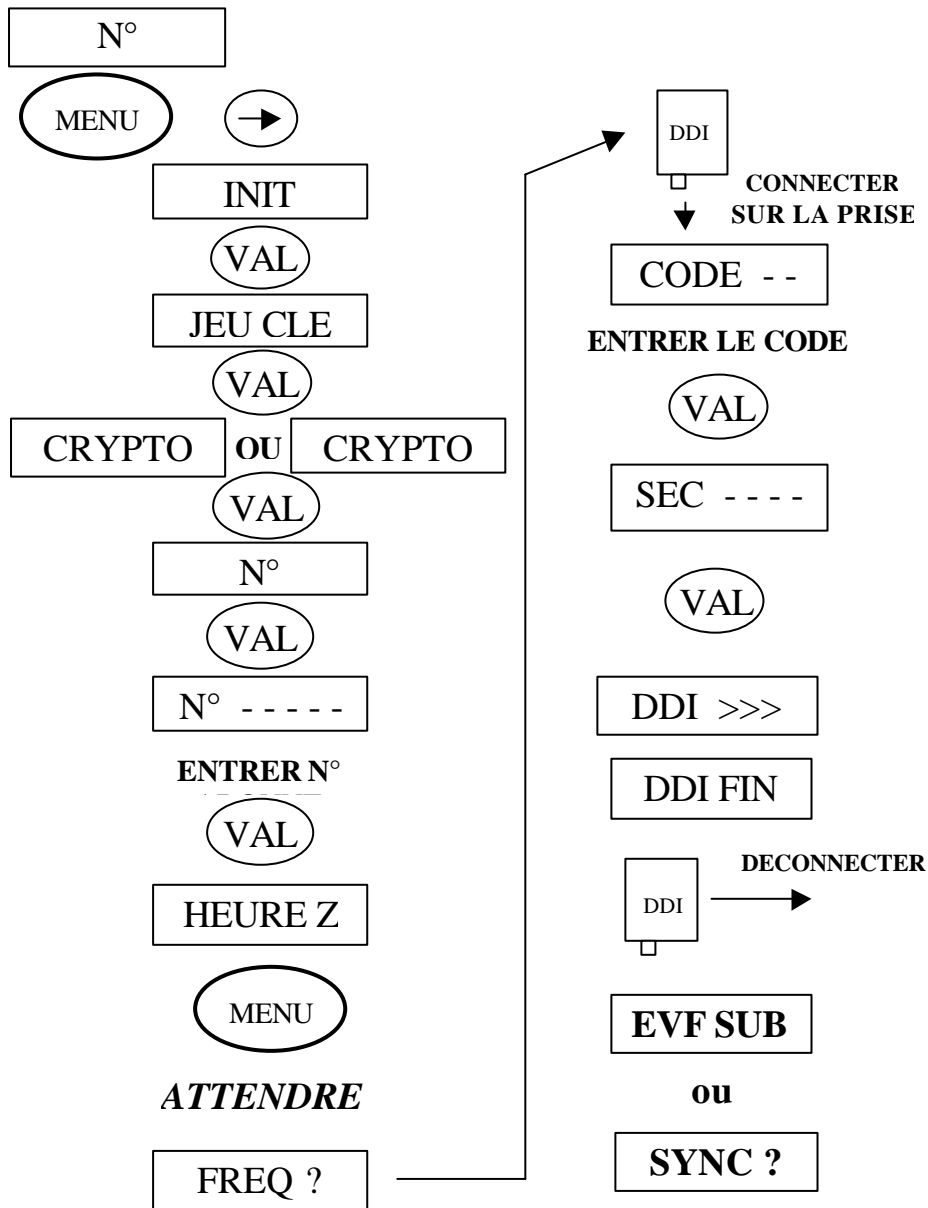 N°
MENU
INIT
VAL
JEU CLE
VAL
CRYPTO OU CRYPTO
VAL
N°
VAL
N° - - - - -
ENTRER N°
VAL
HEURE Z
MENU
ATTENDRE
FREQ ?
DDI
CONNECTER
SUR LA PRISE
CODE - -
ENTRER LE CODE
VAL
SEC - - - -
VAL
DDI >>>
DDI FIN
DECONNECTER
DDI
EVF SUB
ou
SYNC ?